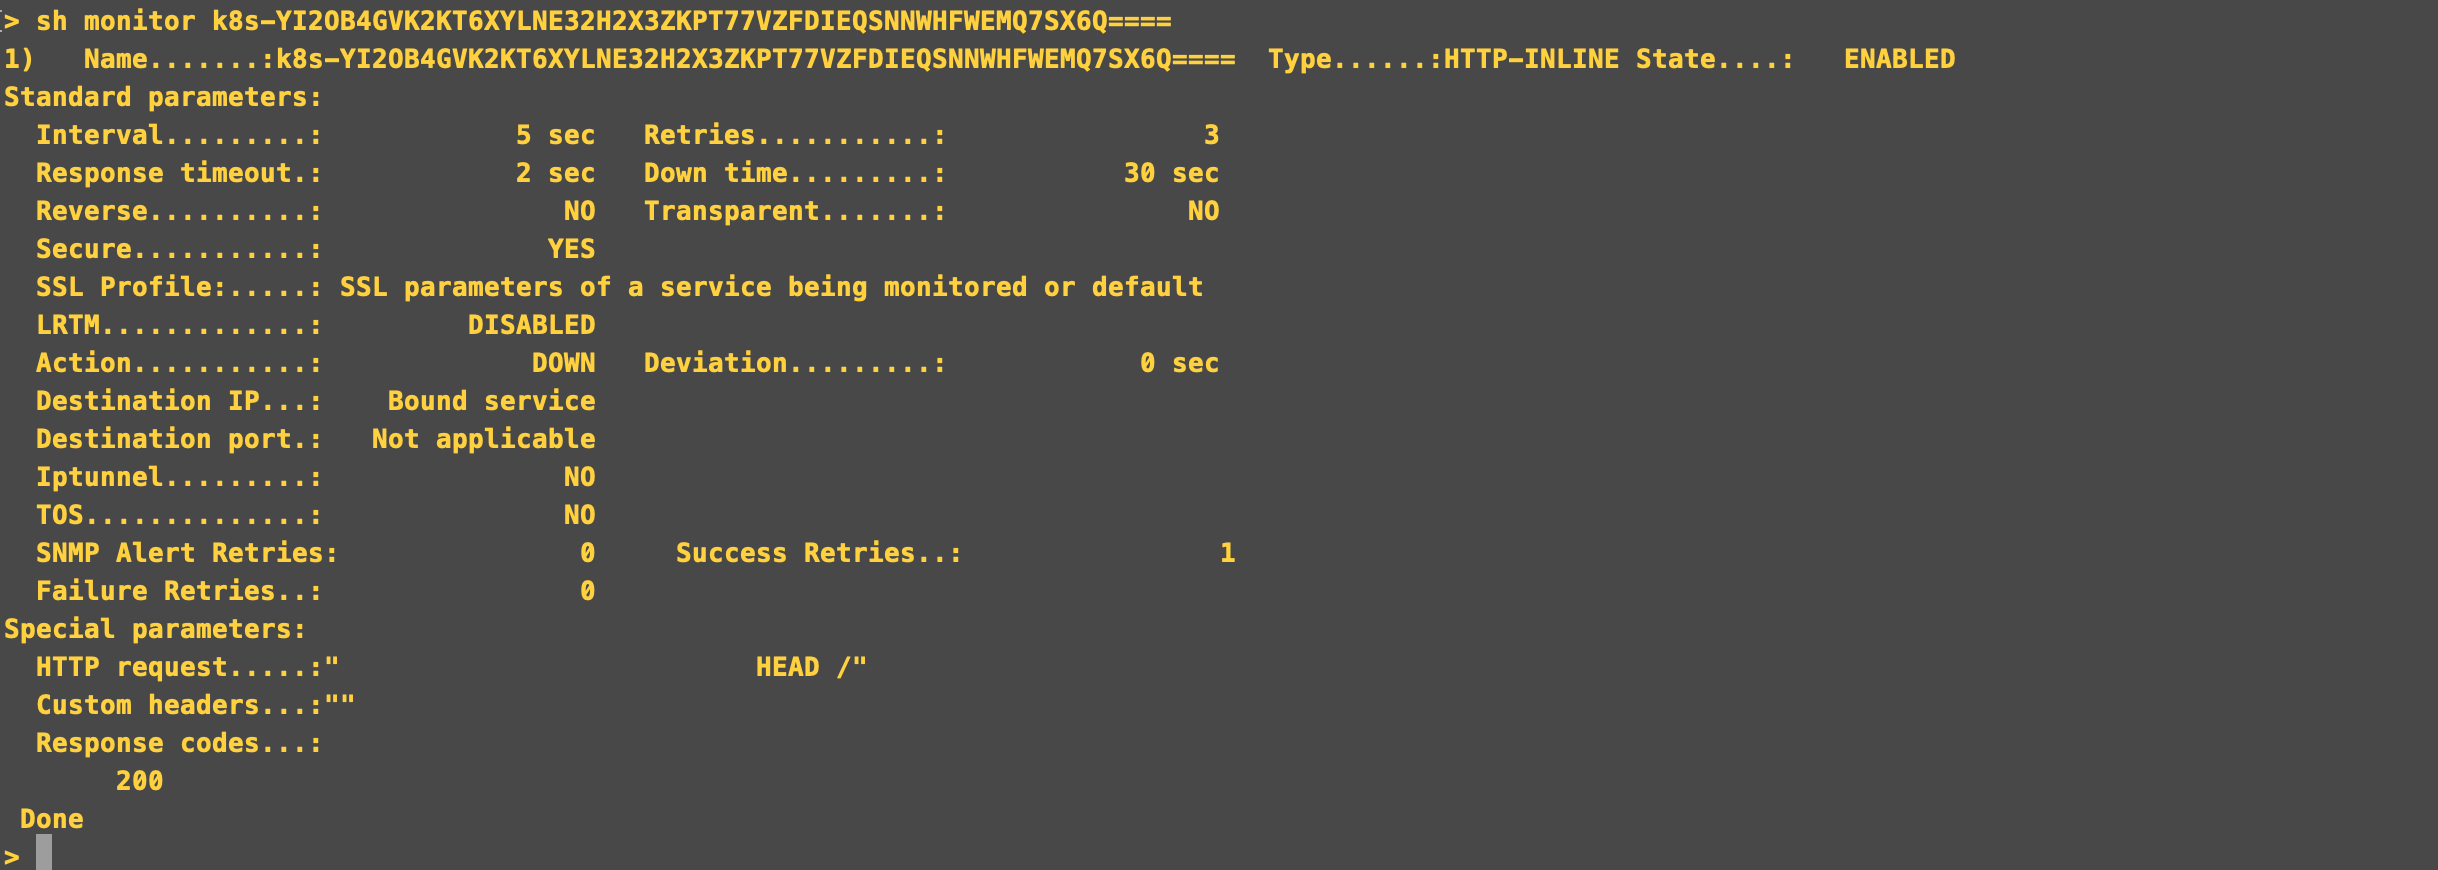 > sh monitor k8s-YI2OB4GVK2KT6XYLNE32H2X3ZKPT77VZFDIEQSNNWHFWEMQ7SX6Q====
1)   Name.......:k8s-YI2OB4GVK2KT6XYLNE32H2X3ZKPT77VZFDIEQSNNWHFWEMQ7SX6Q====  Type......:HTTP-INLINE State....:   ENABLED
Standard parameters:
  Interval.........:            5 sec   Retries...........:                3
  Response timeout.:            2 sec   Down time.........:           30 sec
  Reverse..........:               NO   Transparent.......:               NO
  Secure...........:              YES
  SSL Profile:.....: SSL parameters of a service being monitored or default
  LRTM.............:         DISABLED
  Action...........:             DOWN   Deviation.........:            0 sec
  Destination IP...:    Bound service
  Destination port.:   Not applicable
  Iptunnel.........:               NO
  TOS..............:               NO
  SNMP Alert Retries:               0     Success Retries..:                1
  Failure Retries..:                0
Special parameters:
  HTTP request.....:"                          HEAD /"
  Custom headers...:""
  Response codes...:
       200
 Done
>